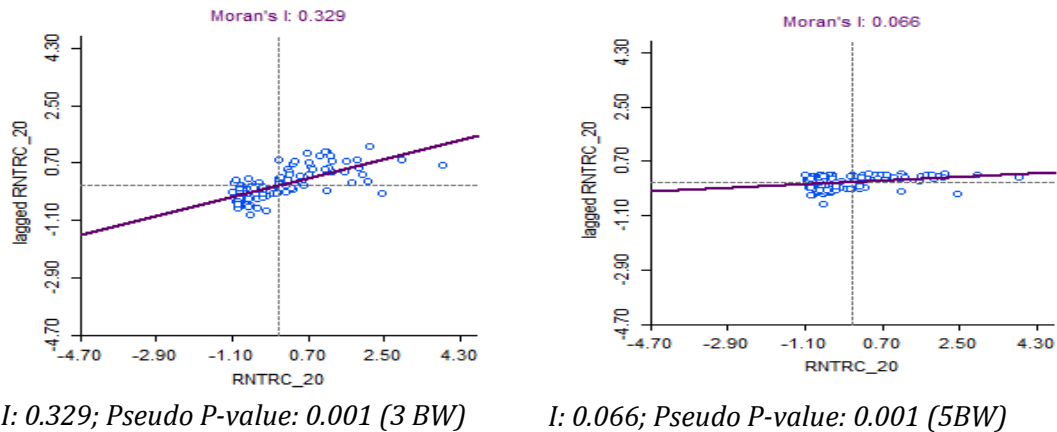 Moran's I: 0.329
4.30
2.50
0.70
-1.10
-2.90
-4.70
lagged RNTRC_20
-4.70 -2.90 -1.10 0.70 2.50 4.30
RNTRC_20
I: 0.329; Pseudo P-value: 0.001 (3 BW)
Moran's I: 0.066
4.30
2.50
0.70
-1.10
-2.90
-4.70
lagged RNTRC_20
-4.70 -2.90 -1.10 0.70 2.50 4.30
RNTRC_20
I: 0.066; Pseudo P-value: 0.001 (5BW)